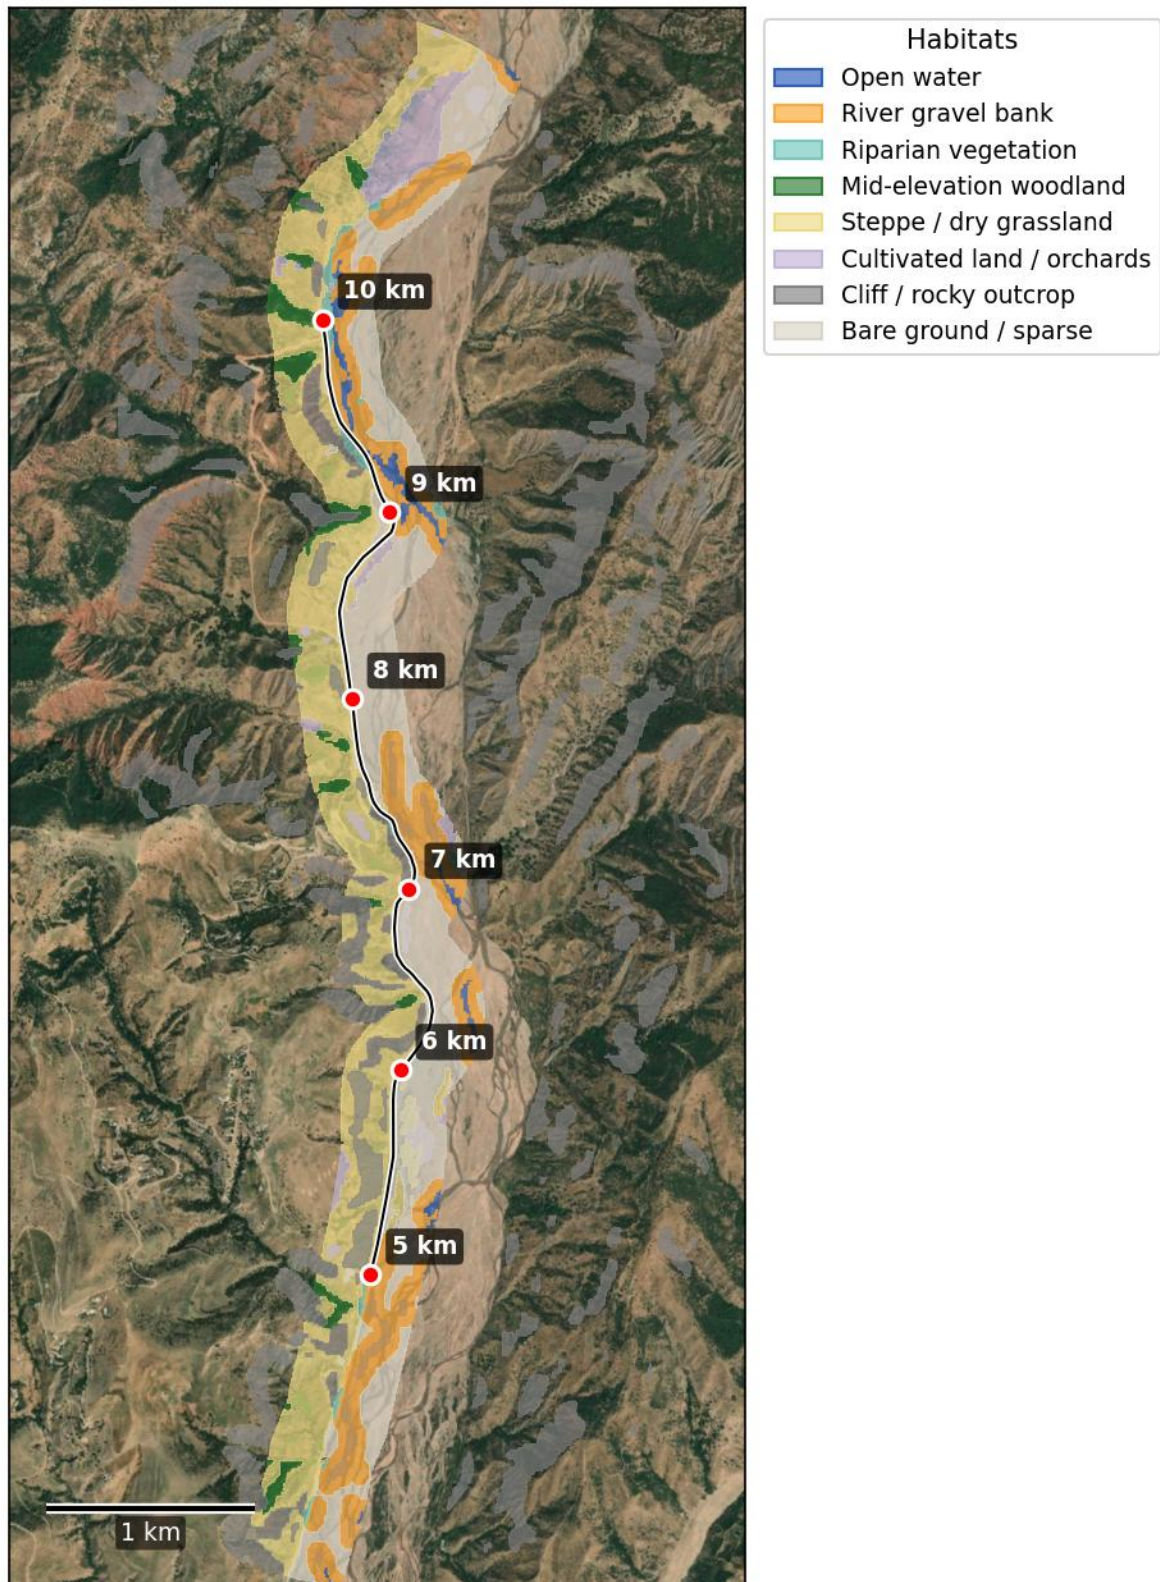 Habitats
Open water
River gravel bank
Riparian vegetation
Mid-elevation woodland
Steppe / dry grassland
Cultivated land / orchards
Cliff / rocky outcrop
Bare ground / sparse
10 km
9 km
8 km
7 km
6 km
5 km
1 km